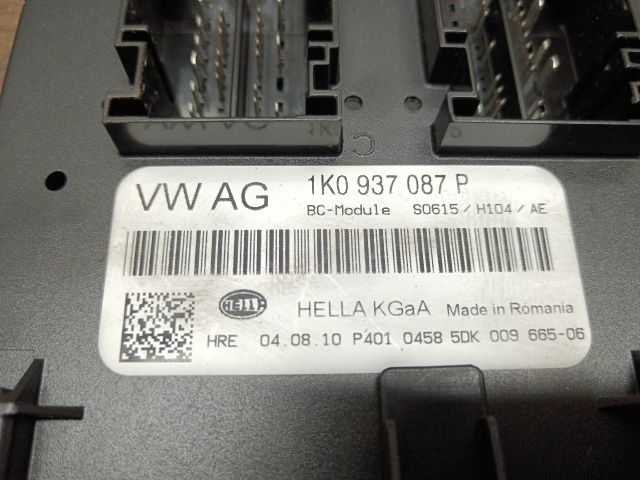 VW AG 1K0 937 087 P
BC-Module S0615 / H104 / AE
HELLA HELLA KGaA Made in Romania
HRE 04.08.10 P401 0458 5DK 009 665-06